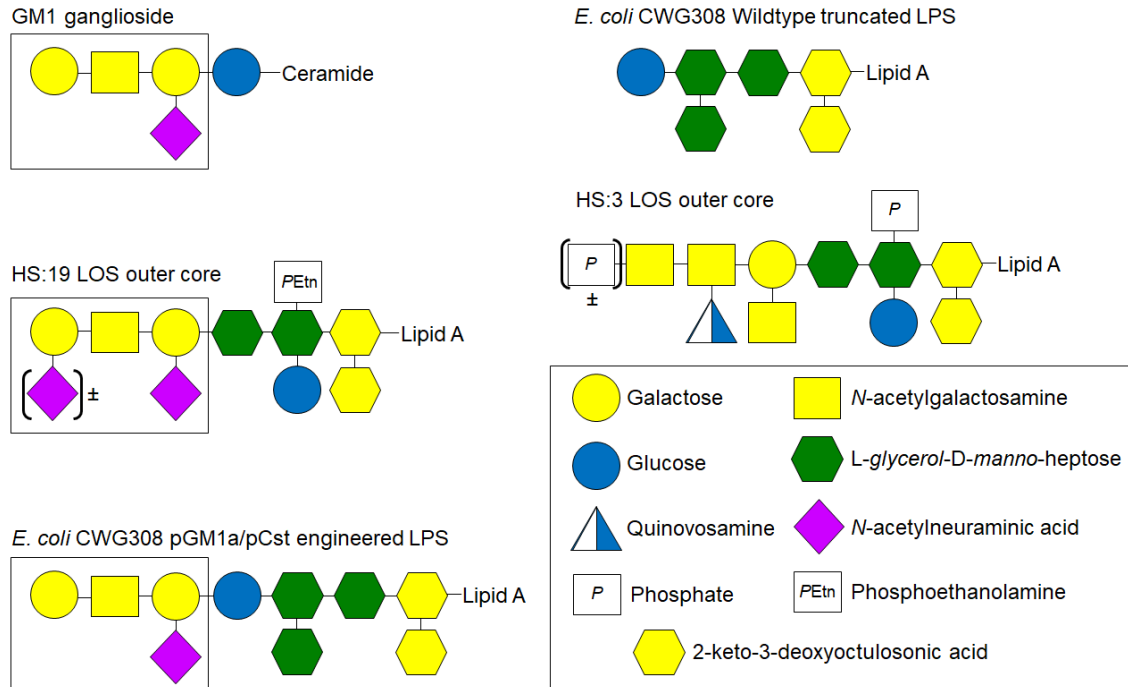 GM1 ganglioside
Ceramide
E. coli CWG308 Wildtype truncated LPS
Lipid A
HS:19 LOS outer core
PEtn
Lipid A
±
HS:3 LOS outer core
P
P
Lipid A
±
E. coli CWG308 pGM1a/pCst engineered LPS
Lipid A
Galactose
N-acetylgalactosamine
Glucose
L-glycerol-D-manno-heptose
Quinovosamine
N-acetylneuraminic acid
P Phosphate
PEtn Phosphoethanolamine
2-keto-3-deoxyoctulosonic acid